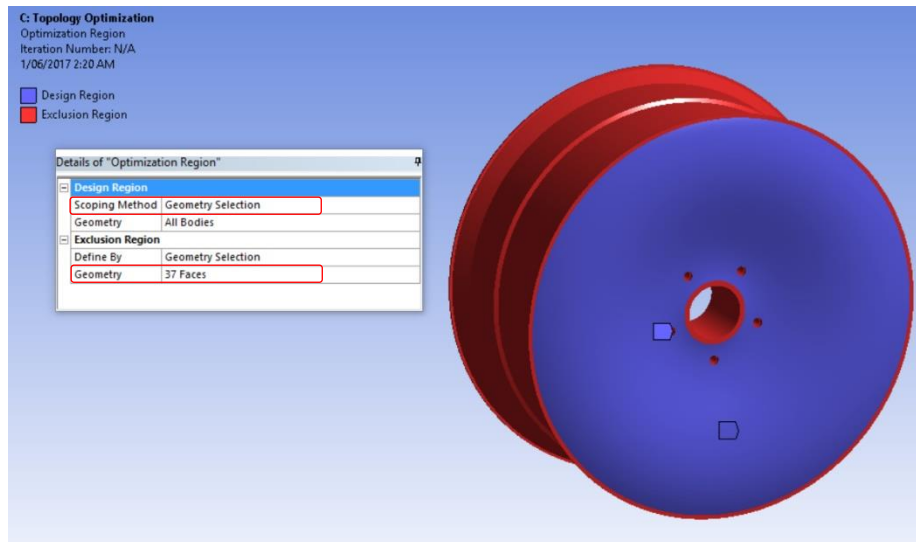 C: Topology Optimization
Optimization Region
Iteration Number: N/A
1/06/2017 2:20 AM
Design Region
Exclusion Region
Details of "Optimization Region"
Design Region
Scoping Method Geometry Selection
Geometry All Bodies
Exclusion Region
Define By Geometry Selection
Geometry 37 Faces